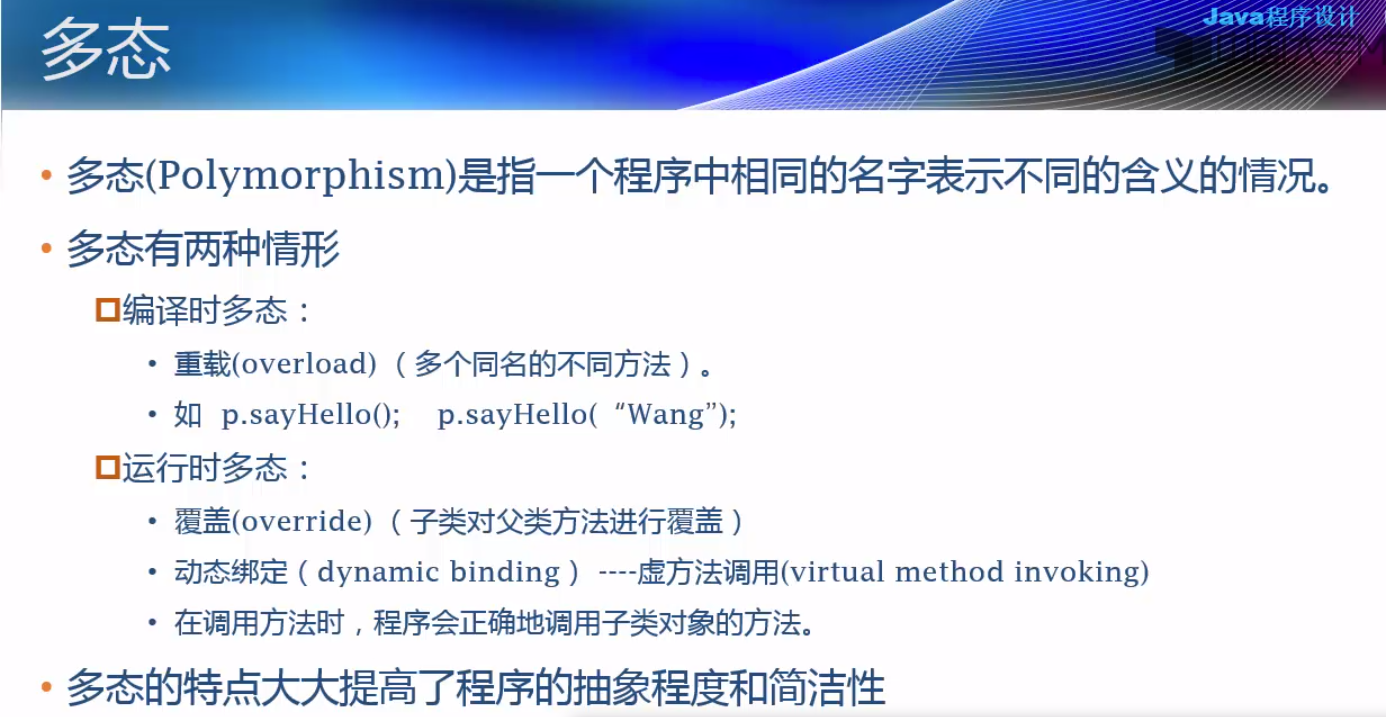 Java程序设计
多态
• 多态(Polymorphism)是指一个程序中相同的名字表示不同的含义的情况。
• 多态有两种情形
编译时多态：
• 重载(overload) （多个同名的不同方法）。
• 如 p.sayHello(); p.sayHello( “Wang”);
运行时多态：
• 覆盖(override) （子类对父类方法进行覆盖）
• 动态绑定（dynamic binding） ----虚方法调用(virtual method invoking)
• 在调用方法时，程序会正确地调用子类对象的方法。
• 多态的特点大大提高了程序的抽象程度和简洁性